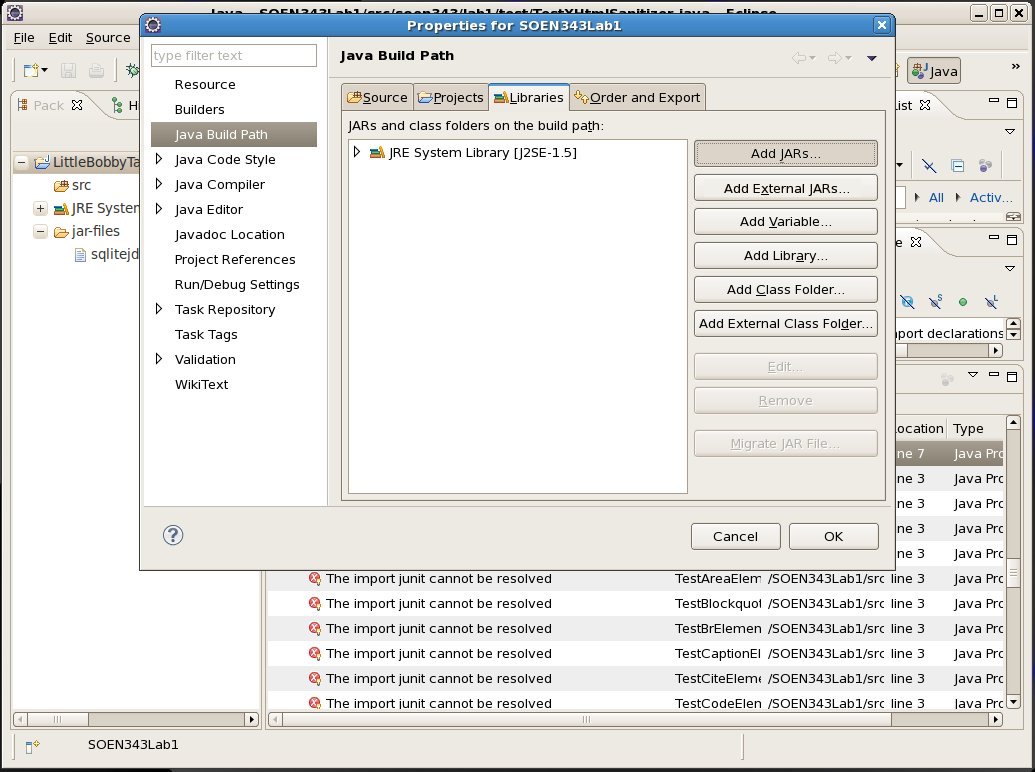 Java - SOEN343Lab1/src/soen343/lab1/test/TestXHtmlSanitizer.java - Eclipse
Properties for SOEN343Lab1
File Edit Source
type filter text
Resource
Builders
Java Build Path
Java Code Style
Java Compiler
Java Editor
Javadoc Location
Project References
Run/Debug Settings
Task Repository
Task Tags
Validation
WikiText
Java Build Path
Source Projects Libraries Order and Export
JARs and class folders on the build path:
JRE System Library [J2SE-1.5]
Add JARs...
Add External JARs...
Add Variable...
Add Library...
Add Class Folder...
Add External Class Folder...
Edit...
Remove
Migrate JAR File...
Cancel OK
Pack Hi
LittleBobbyTa
src
JRE System
jar-files
sqlitejd
Java
ist
All Activ...
port declarations
ocation Type
ne 7 Java Pro
ne 3 Java Pro
ne 3 Java Pro
ne 3 Java Pro
ne 3 Java Pro
The import junit cannot be resolved TestAreaElem /SOEN343Lab1/src line 3 Java Pro
The import junit cannot be resolved TestBlockquot /SOEN343Lab1/src line 3 Java Pro
The import junit cannot be resolved TestBrElemen /SOEN343Lab1/src line 3 Java Pro
The import junit cannot be resolved TestCaptionEl /SOEN343Lab1/src line 3 Java Pro
The import junit cannot be resolved TestCiteEleme /SOEN343Lab1/src line 3 Java Pro
The import junit cannot be resolved TestCodeElen /SOEN343Lab1/src line 3 Java Pro
SOEN343Lab1